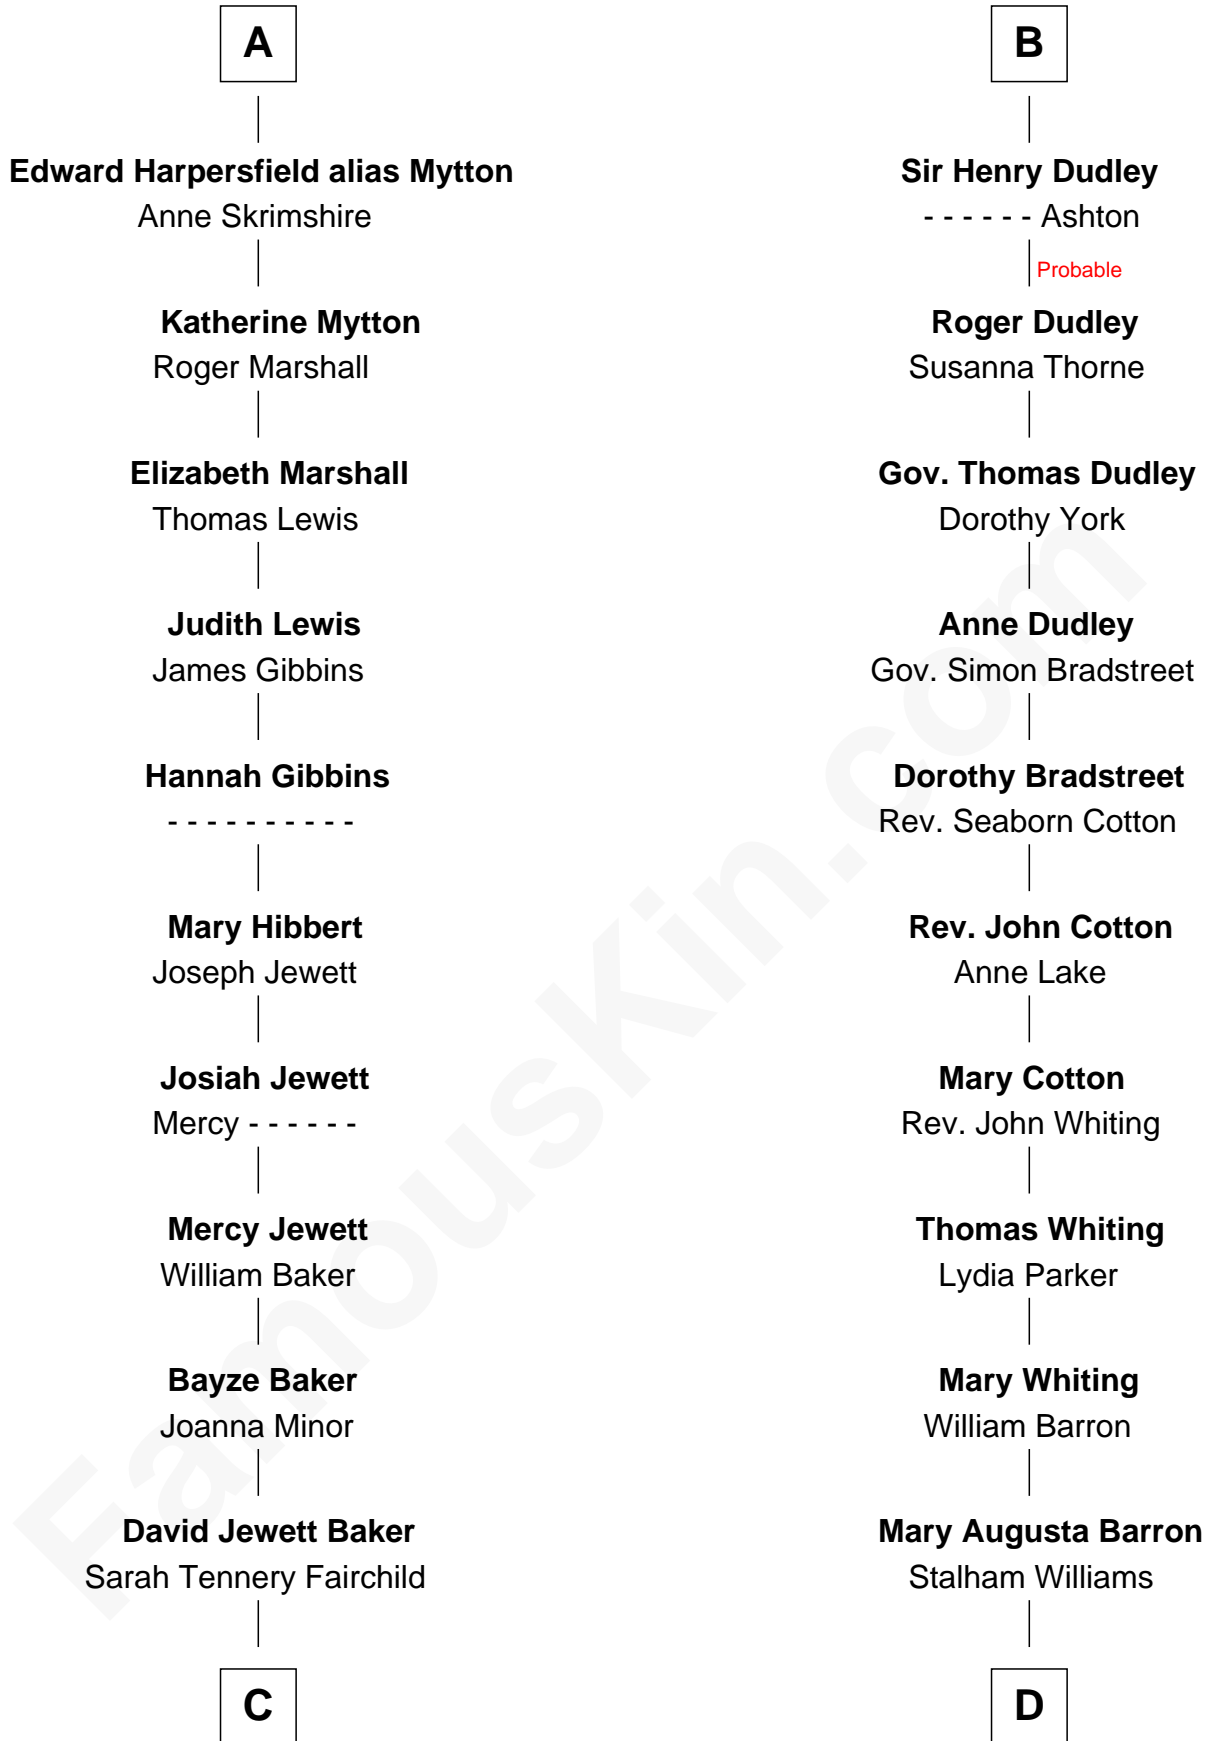 A
Edward Harpersfield alias Mytton
Anne Skrimshire
Katherine Mytton
Roger Marshall
Elizabeth Marshall
Thomas Lewis
Judith Lewis
James Gibbins
Hannah Gibbins
- - - - - - - - - -
Mary Hibbert
Joseph Jewett
Josiah Jewett
Mercy - - - - - -
Mercy Jewett
William Baker
Bayze Baker
Joanna Minor
David Jewett Baker
Sarah Tennery Fairchild
C
B
Sir Henry Dudley
- - - - - - Ashton
Probable
Roger Dudley
Susanna Thorne
Gov. Thomas Dudley
Dorothy York
Anne Dudley
Gov. Simon Bradstreet
Dorothy Bradstreet
Rev. Seaborn Cotton
Rev. John Cotton
Anne Lake
Mary Cotton
Rev. John Whiting
Thomas Whiting
Lydia Parker
Mary Whiting
William Barron
Mary Augusta Barron
Stalham Williams
D
FamousKin.com